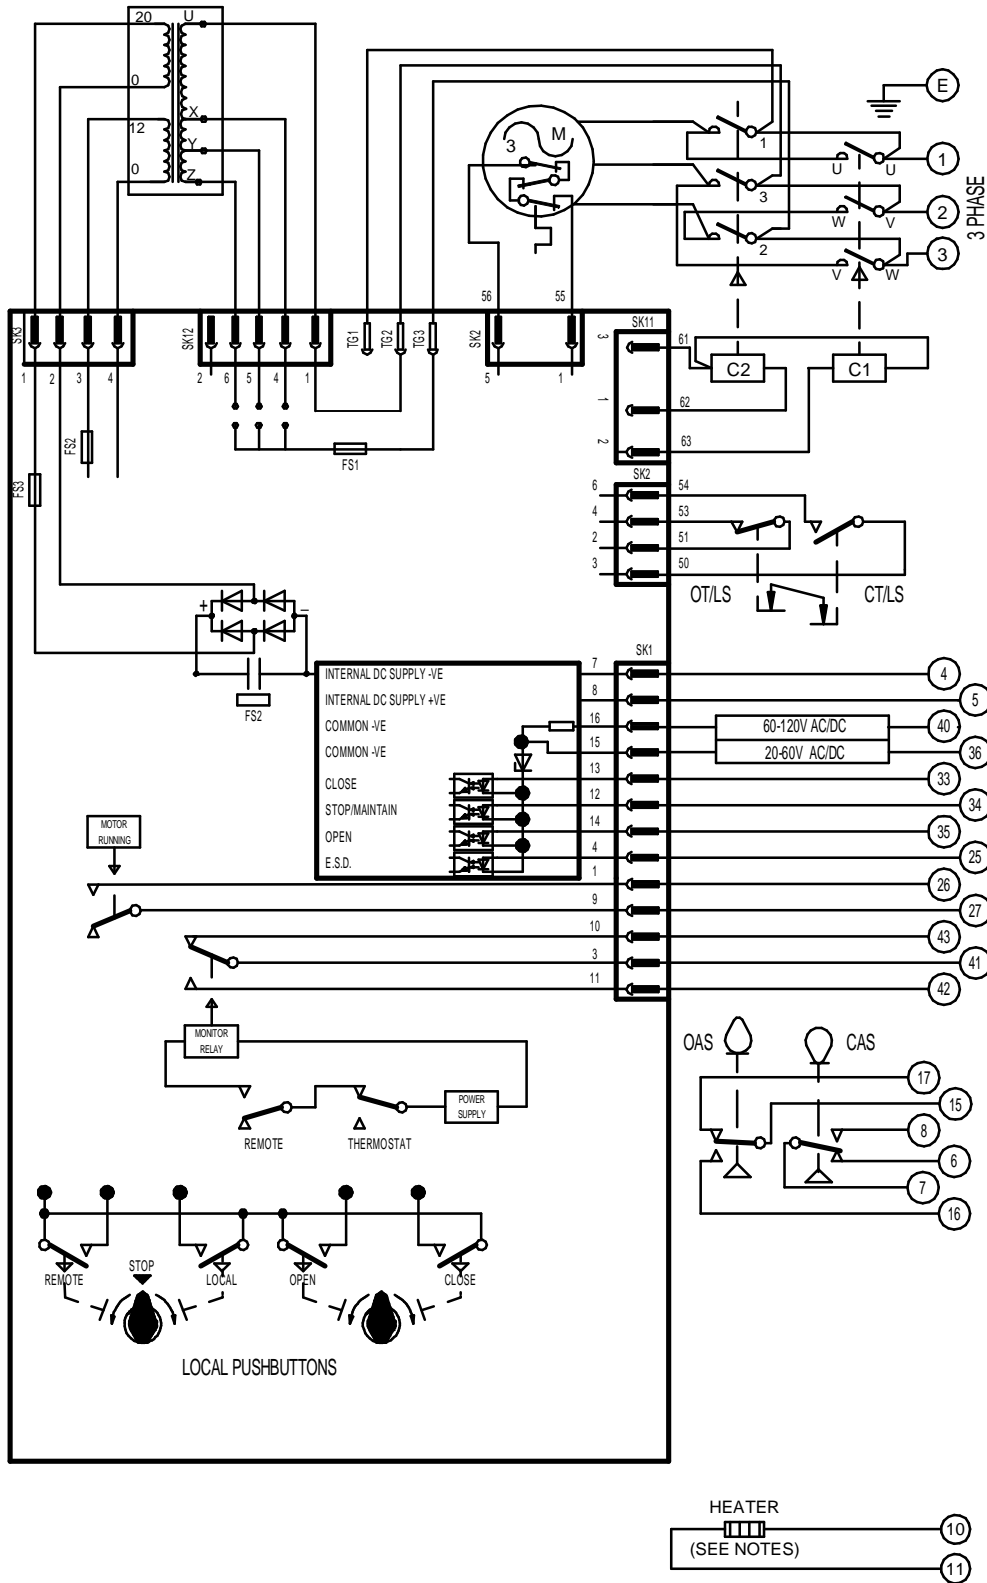 20 U
0
X
12
Y
0 Z
M
3
1
3
2
U U
W V
V W
E
1
2
3
3 PHASE
56 55
SK3
SK12
TG1
TG2
TG3
SK2
SK11
1 2 3 4
2 6 5 4 1
5 1
3 61
1 62
2 63
C2 C1
FS2
FS3
FS1
SK2
6 54
4 53
2 51
3 50
OT/LS CT/LS
+ –
FS2
SK1
INTERNAL DC SUPPLY -VE 7 4
INTERNAL DC SUPPLY +VE 8 5
COMMON -VE 16 60-120V AC/DC 40
COMMON -VE 15 20-60V AC/DC 36
CLOSE 13 33
STOP/MAINTAIN 12 34
OPEN 14 35
E.S.D. 4 25
1 26
9 27
10 43
3 41
11 42
MOTOR
RUNNING
MONITOR
RELAY
POWER
SUPPLY
REMOTE THERMOSTAT
OAS CAS
17
15
8
6
7
16
REMOTE STOP LOCAL OPEN CLOSE
LOCAL PUSHBUTTONS
HEATER
(SEE NOTES)
10
11